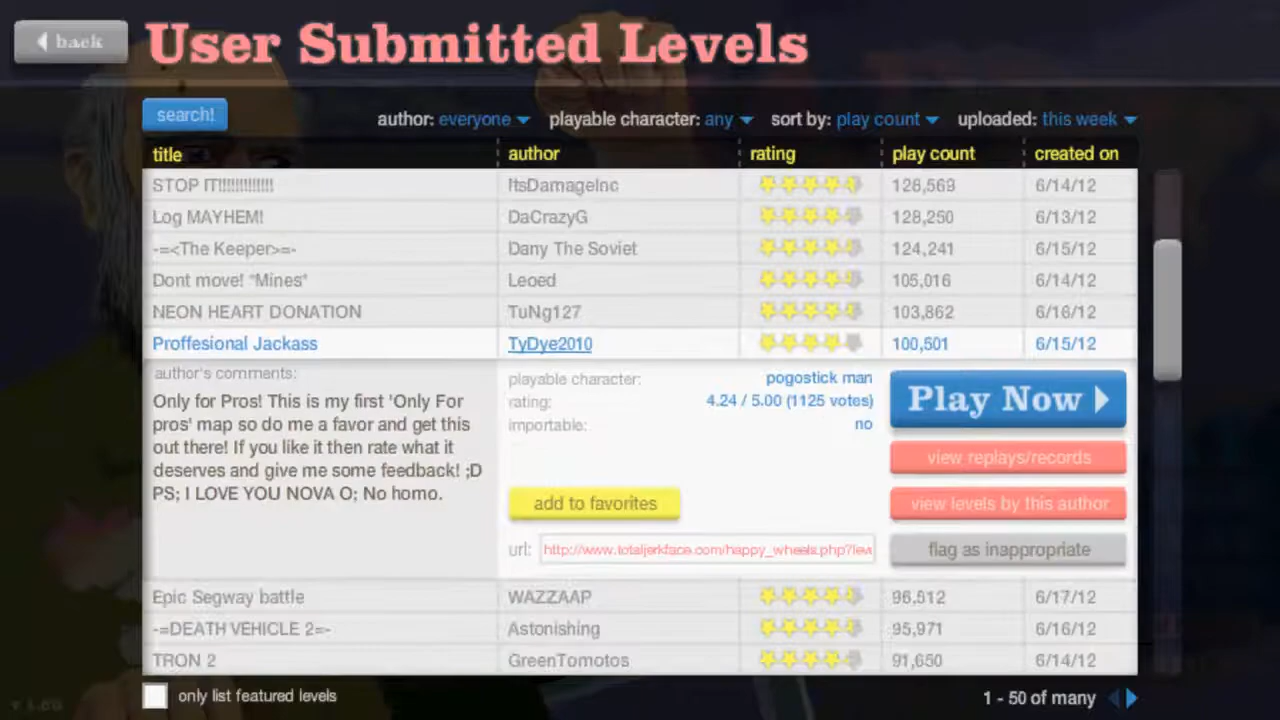 back
User Submitted Levels
search!
author: everyone playable character: any sort by: play count uploaded: this week
title author rating play count created on
STOP IT!!!!!!!!!!!!! ItsDamageInc 128,569 6/14/12
Log MAYHEM! DaCrazyG 128,250 6/13/12
-=<The Keeper>=- Dany The Soviet 124,241 6/15/12
Dont move! *Mines* Leoed 105,016 6/14/12
NEON HEART DONATION TuNg127 103,862 6/16/12
Proffesional Jackass TyDye2010 100,501 6/15/12
author's comments:
Only for Pros! This is my first 'Only For
pros' map so do me a favor and get this
out there! If you like it then rate what it
deserves and give me some feedback! ;D
PS; I LOVE YOU NOVA O; No homo.
playable character: pogostick man
rating: 4.24 / 5.00 (1125 votes)
importable: no
add to favorites
url: http://www.totaljerkface.com/happy_wheels.php?lev
Play Now
view replays/records
view levels by this author
flag as inappropriate
Epic Segway battle WAZZAAP 96,512 6/17/12
-=DEATH VEHICLE 2=- Astonishing 95,971 6/16/12
TRON 2 GreenTomotos 91,650 6/14/12
only list featured levels
1 - 50 of many